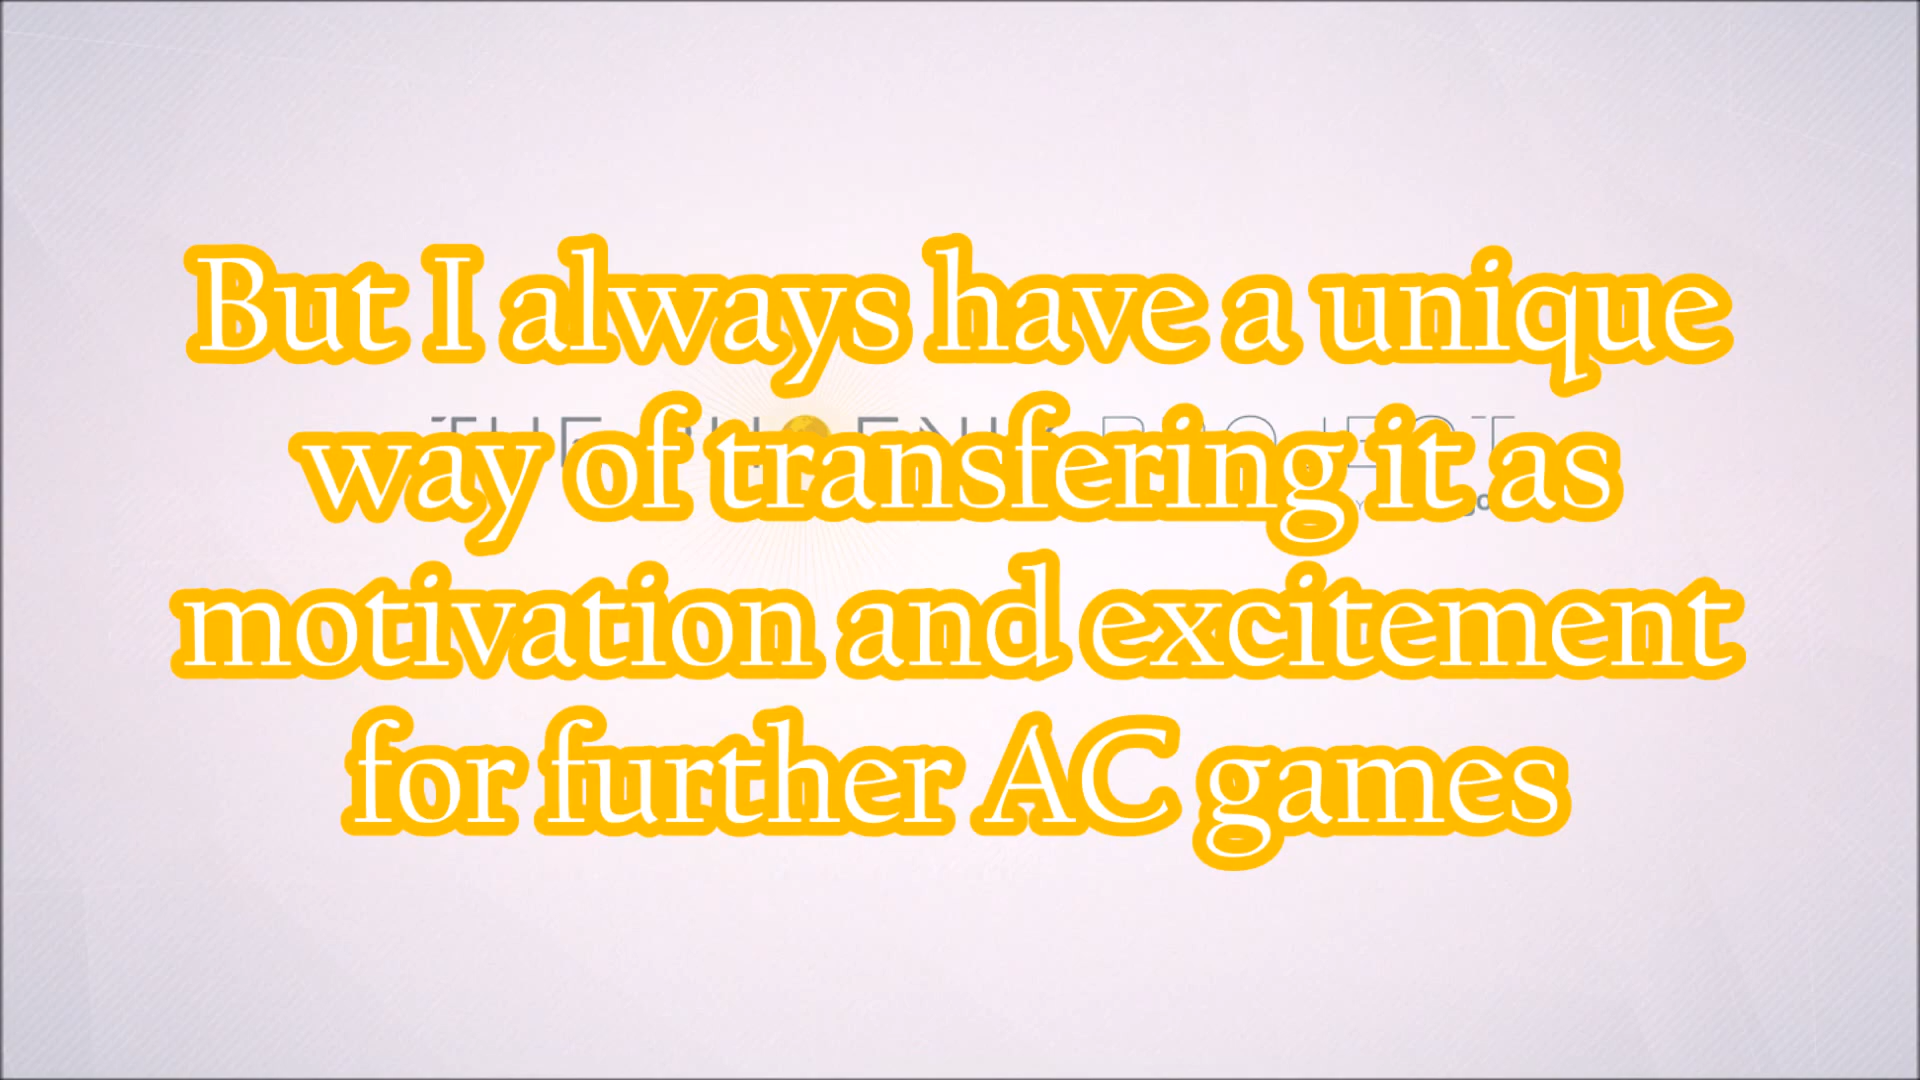 But I always have a unique
way of transfering it as
motivation and excitement
for further AC games